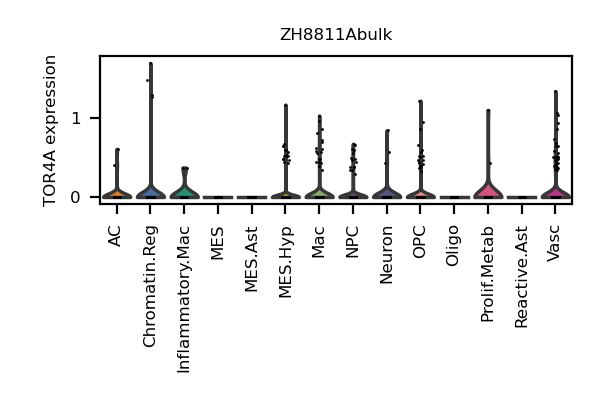 ZH8811Abulk
TOR4A expression
1
0
AC
Chromatin.Reg
Inflammatory.Mac
MES
MES.Ast
MES.Hyp
Mac
NPC
Neuron
OPC
Oligo
Prolif.Metab
Reactive.Ast
Vasc